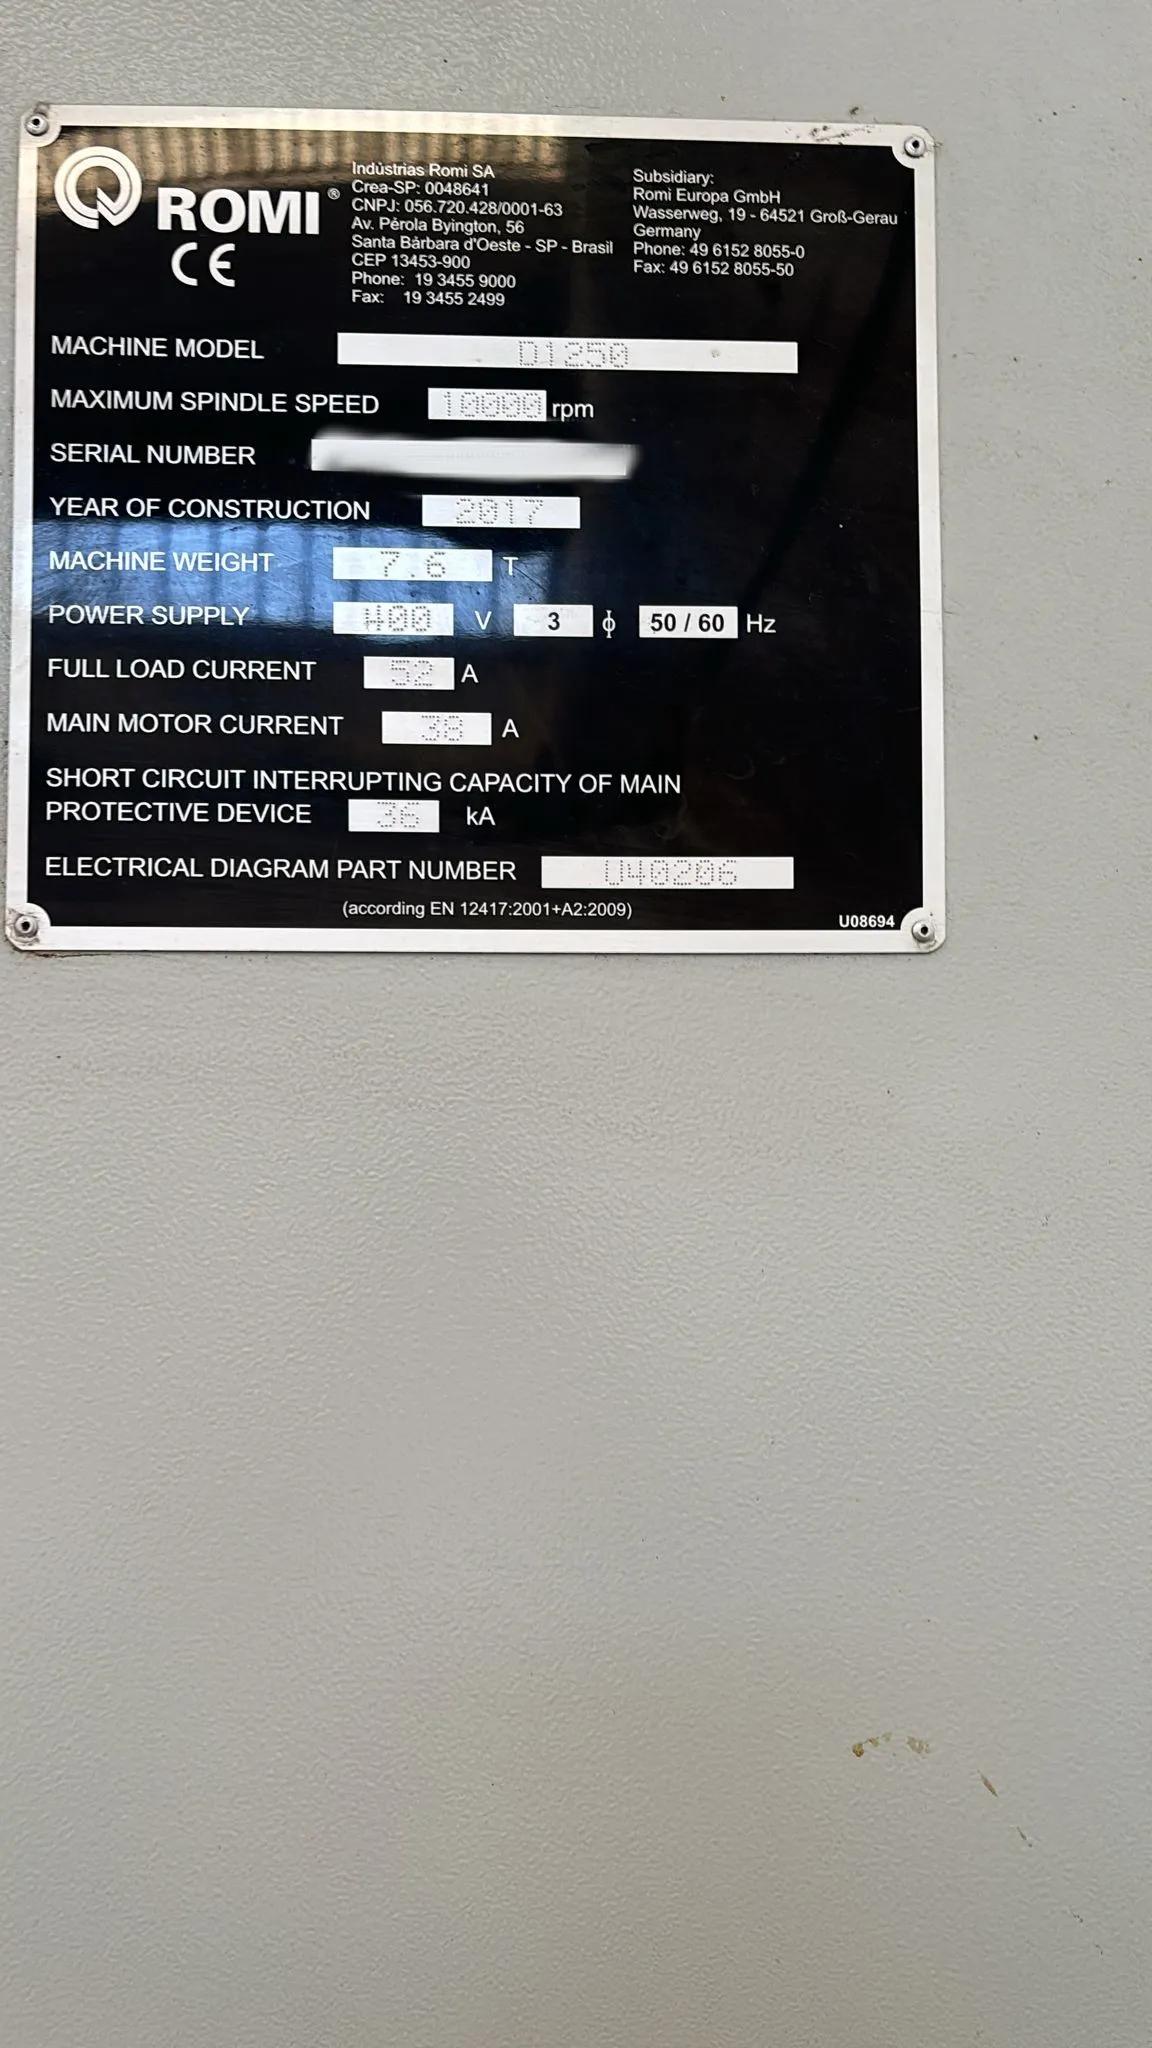 ROMI®
CE
Indústrias Romi SA
Crea-SP: 0048641
CNPJ: 056.720.428/0001-63
Av. Pérola Byington, 56
Santa Bárbara d'Oeste - SP - Brasil
CEP 13453-900
Phone: 19 3455 9000
Fax: 19 3455 2499
Subsidiary:
Romi Europa GmbH
Wasserweg, 19 - 64521 Groß-Gerau
Germany
Phone: 49 6152 8055-0
Fax: 49 6152 8055-50
MACHINE MODEL D1250
MAXIMUM SPINDLE SPEED 10000 rpm
SERIAL NUMBER
YEAR OF CONSTRUCTION 2017
MACHINE WEIGHT 7.6 T
POWER SUPPLY 400 V 3 ϕ 50 / 60 Hz
FULL LOAD CURRENT 52 A
MAIN MOTOR CURRENT 38 A
SHORT CIRCUIT INTERRUPTING CAPACITY OF MAIN
PROTECTIVE DEVICE 36 kA
ELECTRICAL DIAGRAM PART NUMBER U40206
(according EN 12417:2001+A2:2009)
U08694